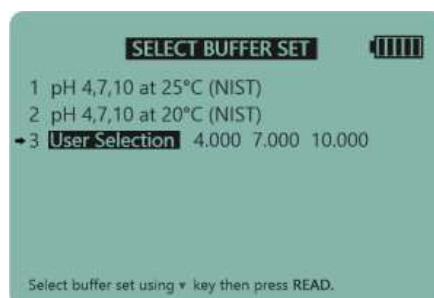 SELECT BUFFER SET
1 pH 4,7,10 at 25°C (NIST)
2 pH 4,7,10 at 20°C (NIST)
3 User Selection 4.000 7.000 10.000
Select buffer set using ▼ key then press READ.